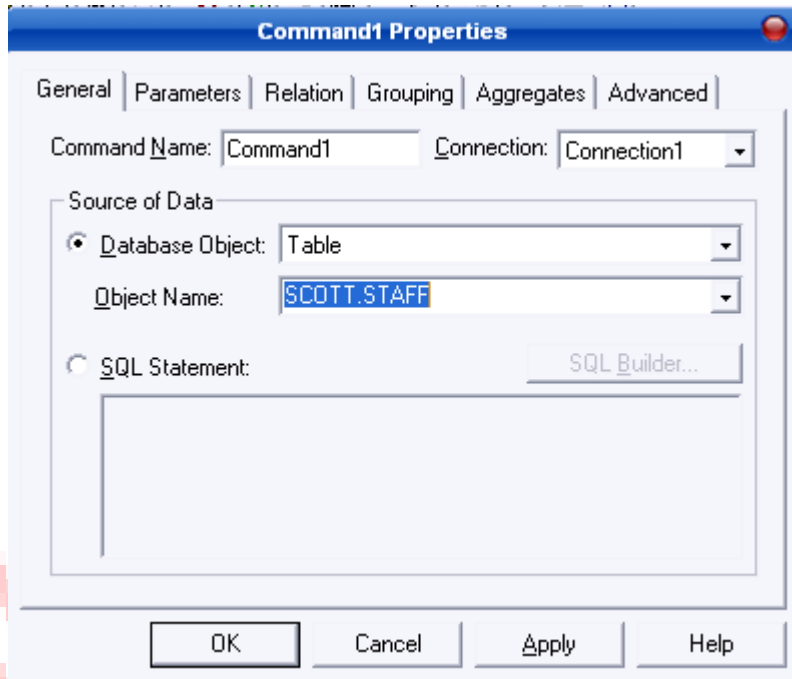 Command1 Properties
General Parameters Relation Grouping Aggregates Advanced
Command Name: Command1 Connection: Connection1
Source of Data
Database Object: Table
Object Name: SCOTT.STAFF
SQL Statement: SQL Builder...
OK Cancel Apply Help